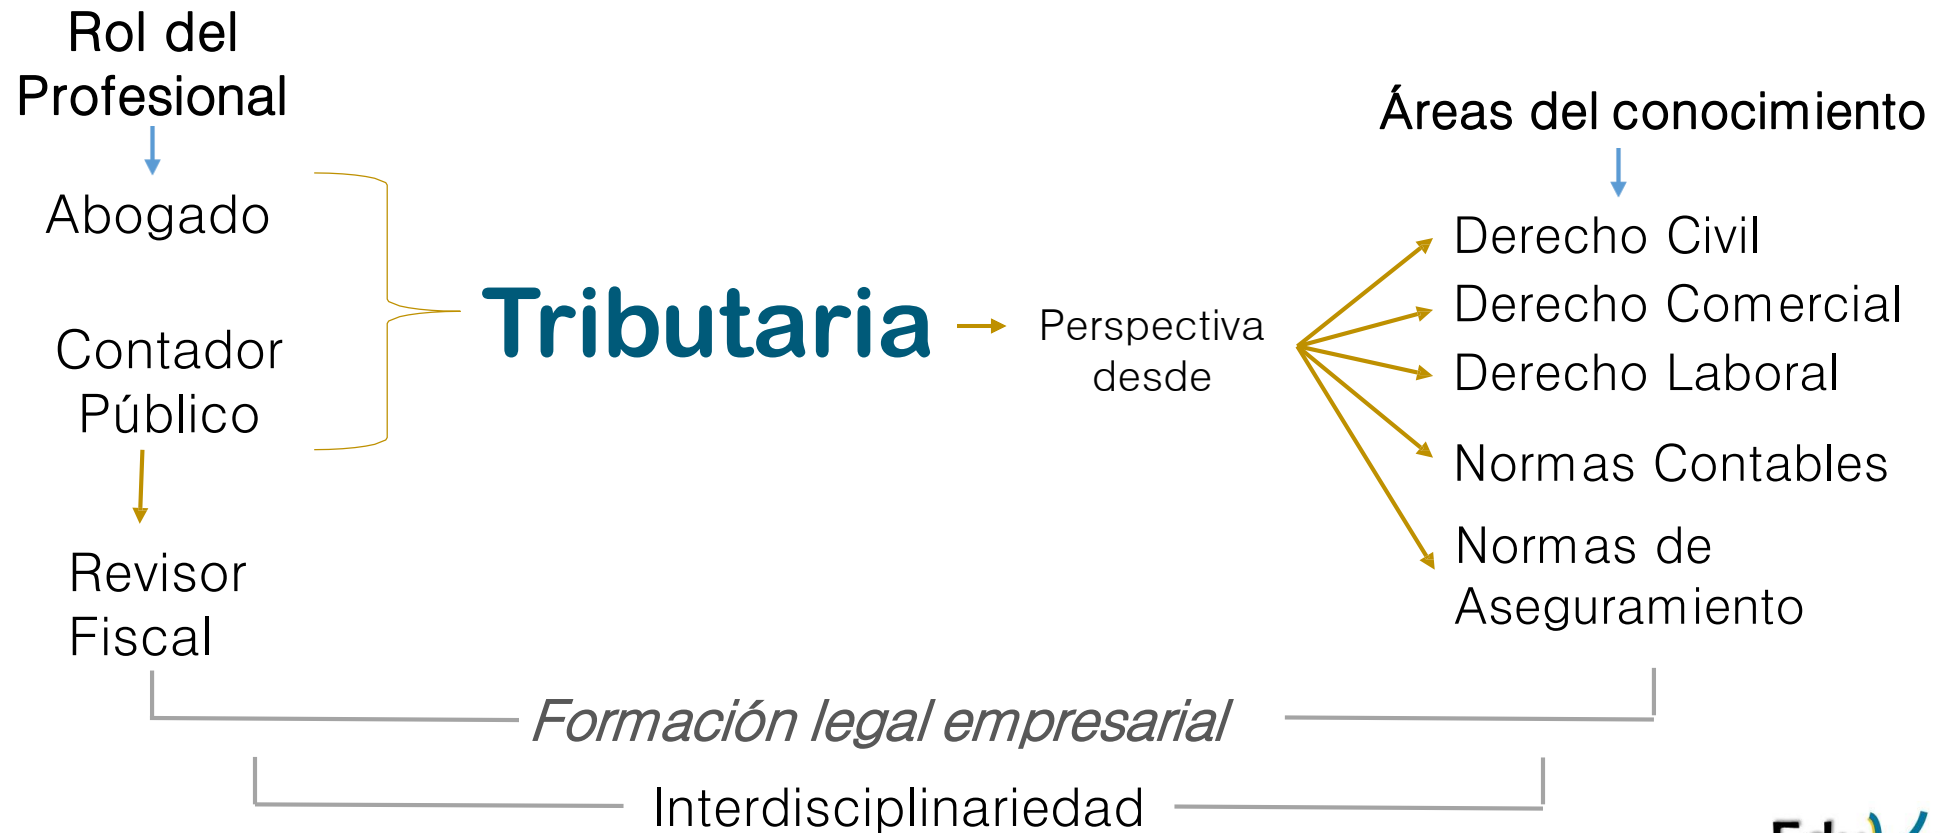 Rol del
Profesional
Abogado
Contador
Público
Revisor
Fiscal
Tributaria
Perspectiva
desde
Áreas del conocimiento
Derecho Civil
Derecho Comercial
Derecho Laboral
Normas Contables
Normas de
Aseguramiento
Formación legal empresarial
Interdisciplinariedad